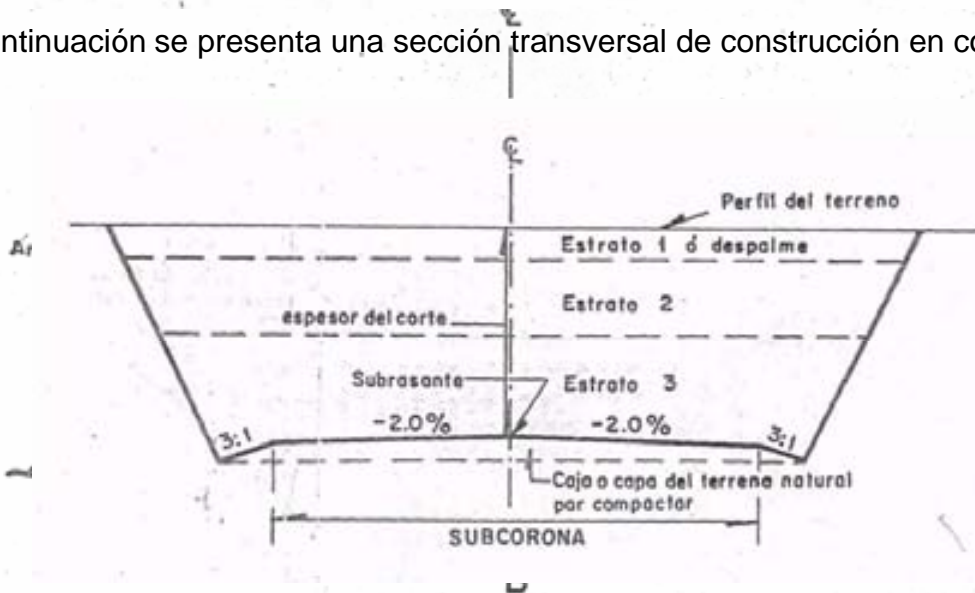 ntinuación se presenta una sección transversal de construcción en co
℄
Perfil del terreno
Estrato 1 ó despalme
Estrato 2
espesor del corte
Subrasante
Estrato 3
-2.0%
-2.0%
3:1
3:1
Caja o capa del terreno natural
por compactar
SUBCORONA